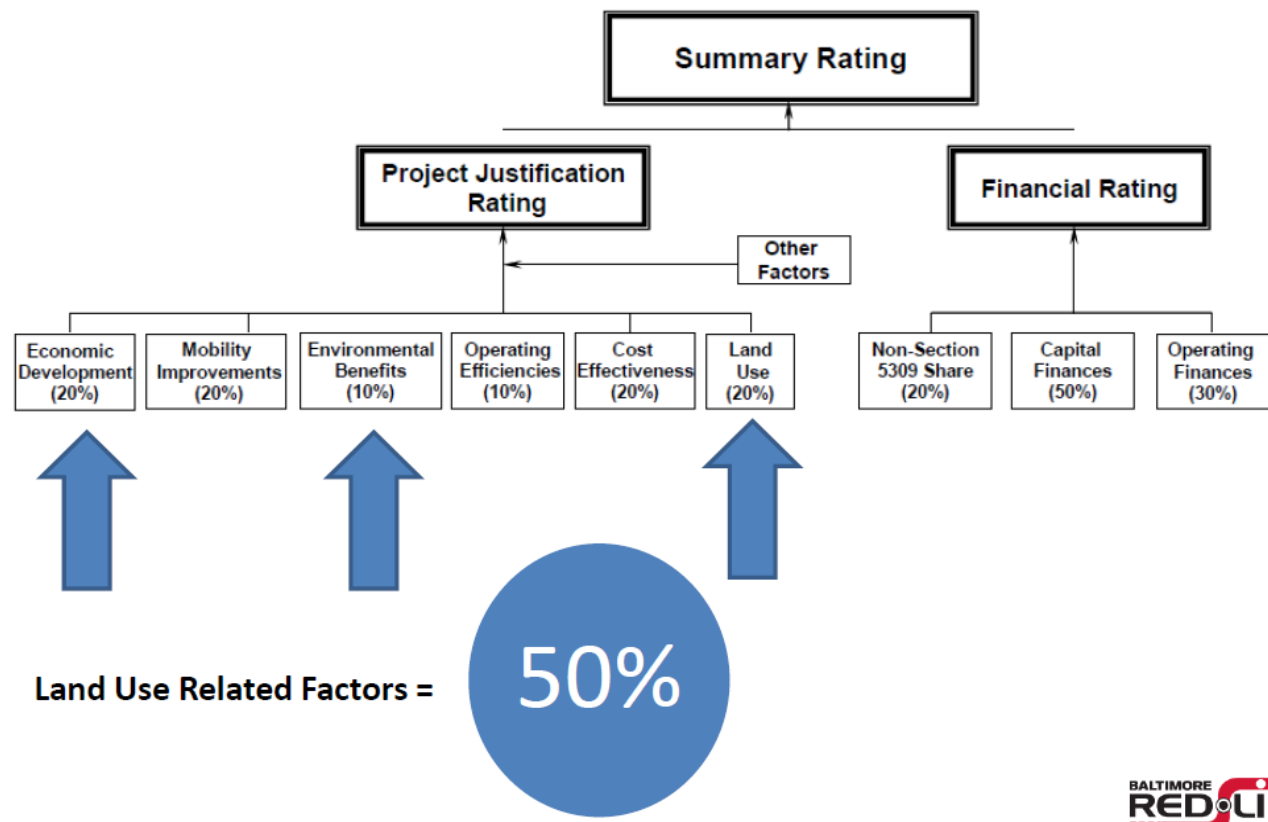 Summary Rating
Project Justification
Rating
Financial Rating
Other
Factors
Economic
Development
(20%)
Mobility
Improvements
(20%)
Environmental
Benefits
(10%)
Operating
Efficiencies
(10%)
Cost
Effectiveness
(20%)
Land
Use
(20%)
Non-Section
5309 Share
(20%)
Capital
Finances
(50%)
Operating
Finances
(30%)
Land Use Related Factors =
50%
BALTIMORE
RED LI